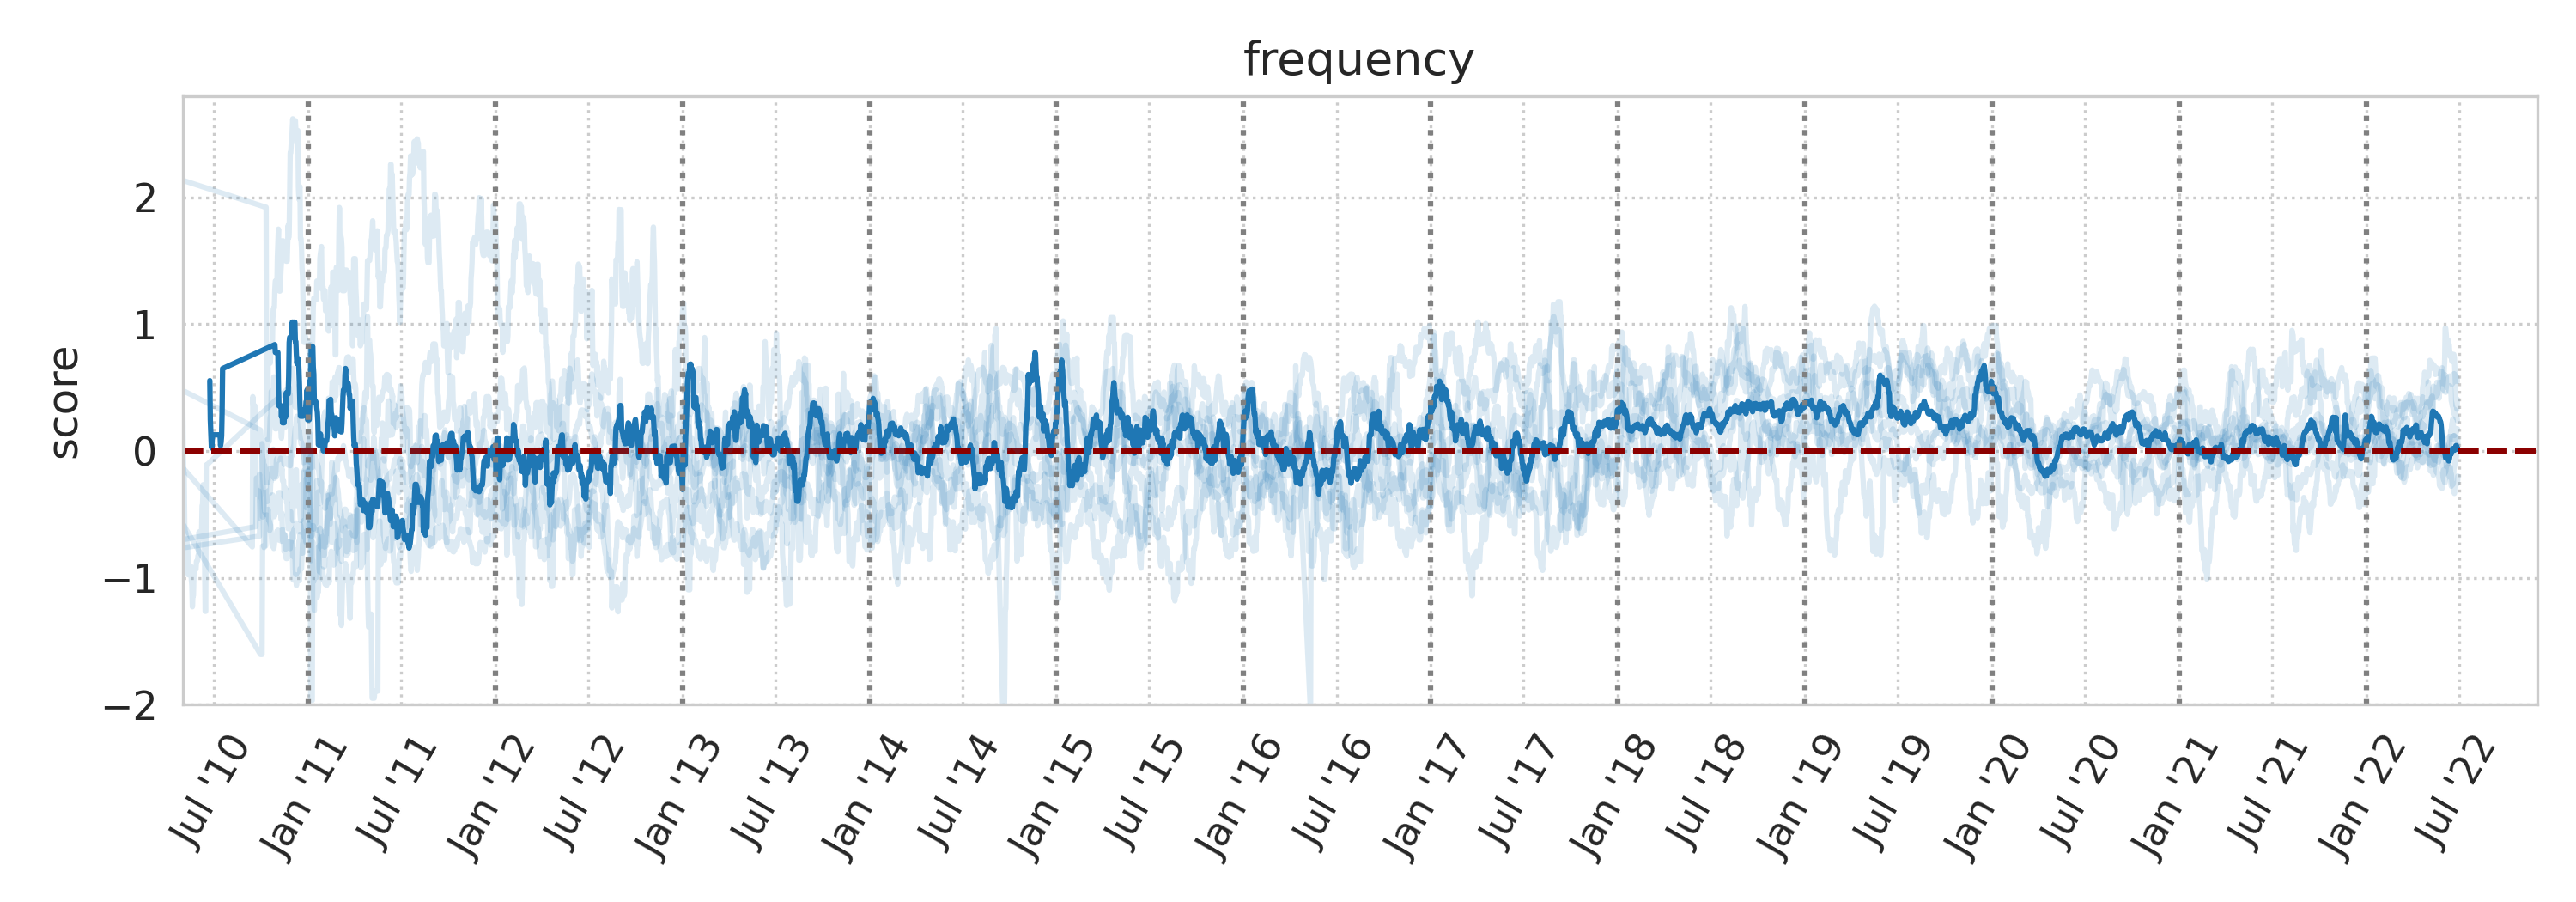 frequency
score
2
1
0
−1
−2
Jul '10
Jan '11
Jul '11
Jan '12
Jul '12
Jan '13
Jul '13
Jan '14
Jul '14
Jan '15
Jul '15
Jan '16
Jul '16
Jan '17
Jul '17
Jan '18
Jul '18
Jan '19
Jul '19
Jan '20
Jul '20
Jan '21
Jul '21
Jan '22
Jul '22